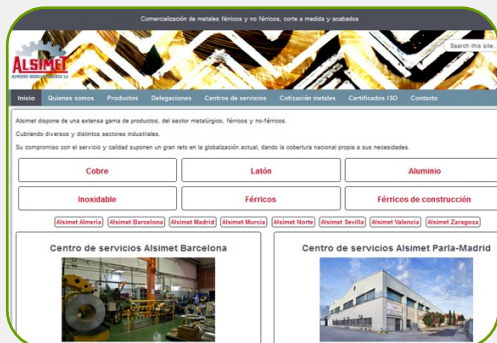 Comercialización de metales férricos y no férricos, corte a medida y acabados
Search this site...
ALSIMET
Inicio Quienes somos Productos Delegaciones Centros de servicios Cotización metales Certificados ISO Contacto
Alsimet dispone de una extensa gama de productos, del sector metalúrgico, férricos y no-férricos.
Cubriendo diversos y distintos sectores industriales.
Su compromiso con el servicio y calidad suponen un gran reto en la globalización actual, dando la cobertura nacional propia a sus necesidades.
Cobre Latón Aluminio
Inoxidable Férricos Férricos de construcción
Alsimet Almería Alsimet Barcelona Alsimet Madrid Alsimet Murcia Alsimet Norte Alsimet Sevilla Alsimet Valencia Alsimet Zaragoza
Centro de servicios Alsimet Barcelona Centro de servicios Alsimet Parla-Madrid